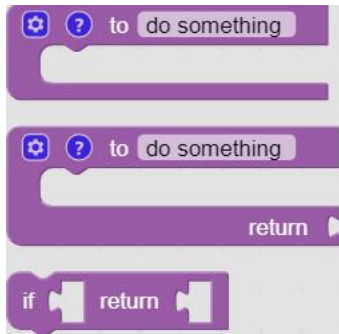 ? to do something
? to do something
return
if return